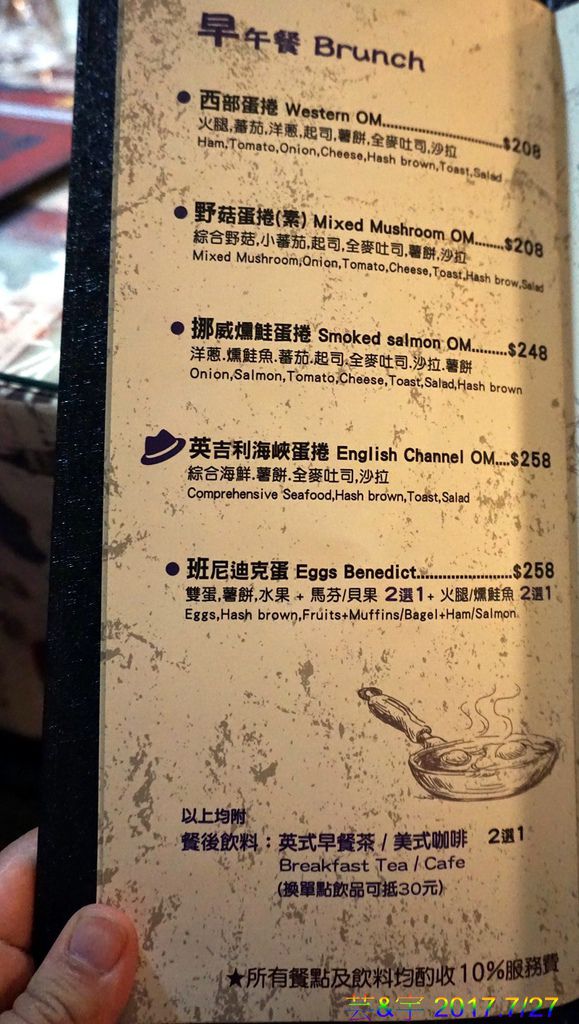 早午餐 Brunch
西部蛋捲 Western OM..............................$208
火腿,蕃茄,洋蔥,起司,薯餅,全麥吐司,沙拉
Ham,Tomato,Onion,Cheese,Hash brown,Toast,Salad
野菇蛋捲(素) Mixed Mushroom OM.......$208
綜合野菇,小蕃茄,起司,全麥吐司,薯餅,沙拉
Mixed Mushroom,Onion,Tomato,Cheese,Toast,Hash brow,Salad
挪威燻鮭蛋捲 Smoked salmon OM.........$248
洋蔥.燻鮭魚.蕃茄.起司.全麥吐司.沙拉.薯餅
Onion,Salmon,Tomato,Cheese,Toast,Salad,Hash brown
英吉利海峽蛋捲 English Channel OM....$258
綜合海鮮.薯餅.全麥吐司,沙拉
Comprehensive Seafood,Hash brown,Toast,Salad
班尼迪克蛋 Eggs Benedict.......................$258
雙蛋,薯餅,水果 + 馬芬/貝果 2選1 + 火腿/燻鮭魚 2選1
Eggs,Hash brown,Fruits+Muffins/Bagel+Ham/Salmon
以上均附
餐後飲料：英式早餐茶 / 美式咖啡 2選1
Breakfast Tea / Cafe
(換單點飲品可抵30元)
★所有餐點及飲料均酌收10%服務費
芸&宇 2017.7/27